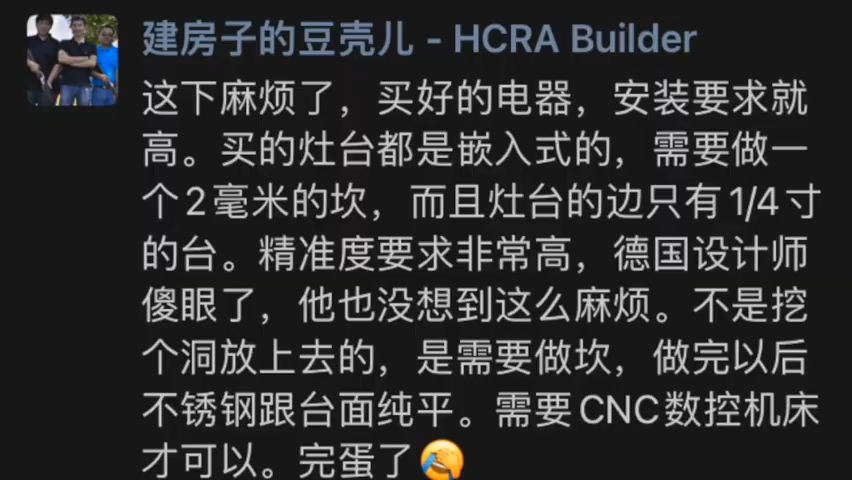 建房子的豆壳儿 - HCRA Builder
这下麻烦了，买好的电器，安装要求就
高。买的灶台都是嵌入式的，需要做一
个2毫米的坎，而且灶台的边只有1/4寸
的台。精准度要求非常高，德国设计师
傻眼了，他也没想到这么麻烦。不是挖
个洞放上去的，是需要做坎，做完以后
不锈钢跟台面纯平。需要CNC数控机床
才可以。完蛋了🤦